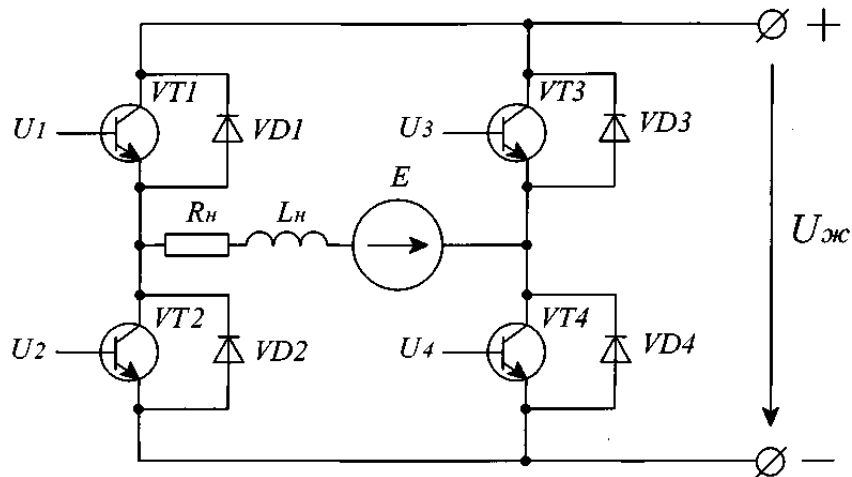 +
VT1
VT3
U1
VD1
U3
VD3
E
Rн
Lн
Uж
VT2
VT4
U2
VD2
U4
VD4
−